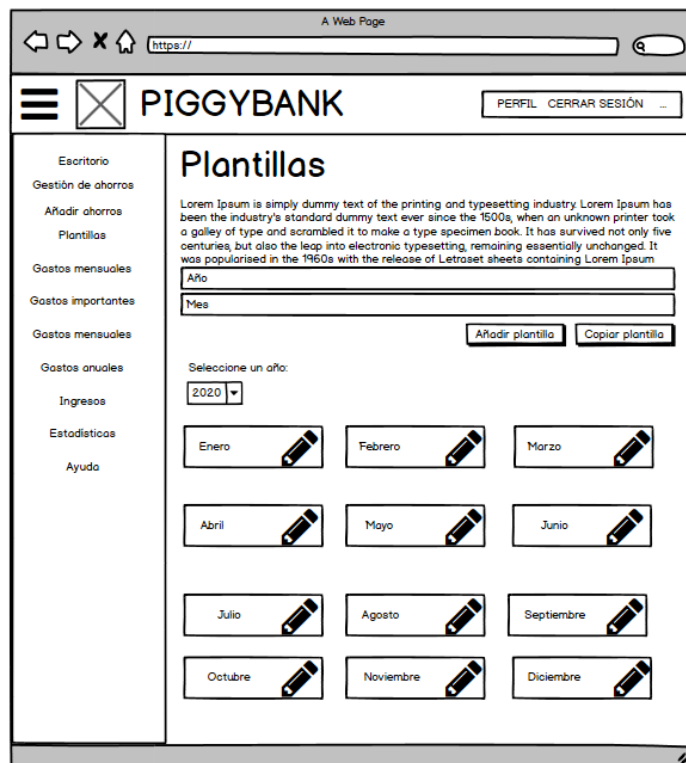 A Web Page
https://
PIGGYBANK
PERFIL CERRAR SESIÓN ...
Escritorio
Gestión de ahorros
Añadir ahorros
Plantillas
Gastos mensuales
Gastos importantes
Gastos mensuales
Gastos anuales
Ingresos
Estadísticas
Ayuda
Plantillas
Lorem Ipsum is simply dummy text of the printing and typesetting industry. Lorem Ipsum has
been the industry's standard dummy text ever since the 1500s, when an unknown printer took
a galley of type and scrambled it to make a type specimen book. It has survived not only five
centuries, but also the leap into electronic typesetting, remaining essentially unchanged. It
was popularised in the 1960s with the release of Letraset sheets containing Lorem Ipsum
Año
Mes
Añadir plantilla Copiar plantilla
Seleccione un año:
2020
Enero Febrero Marzo
Abril Mayo Junio
Julio Agosto Septiembre
Octubre Noviembre Diciembre